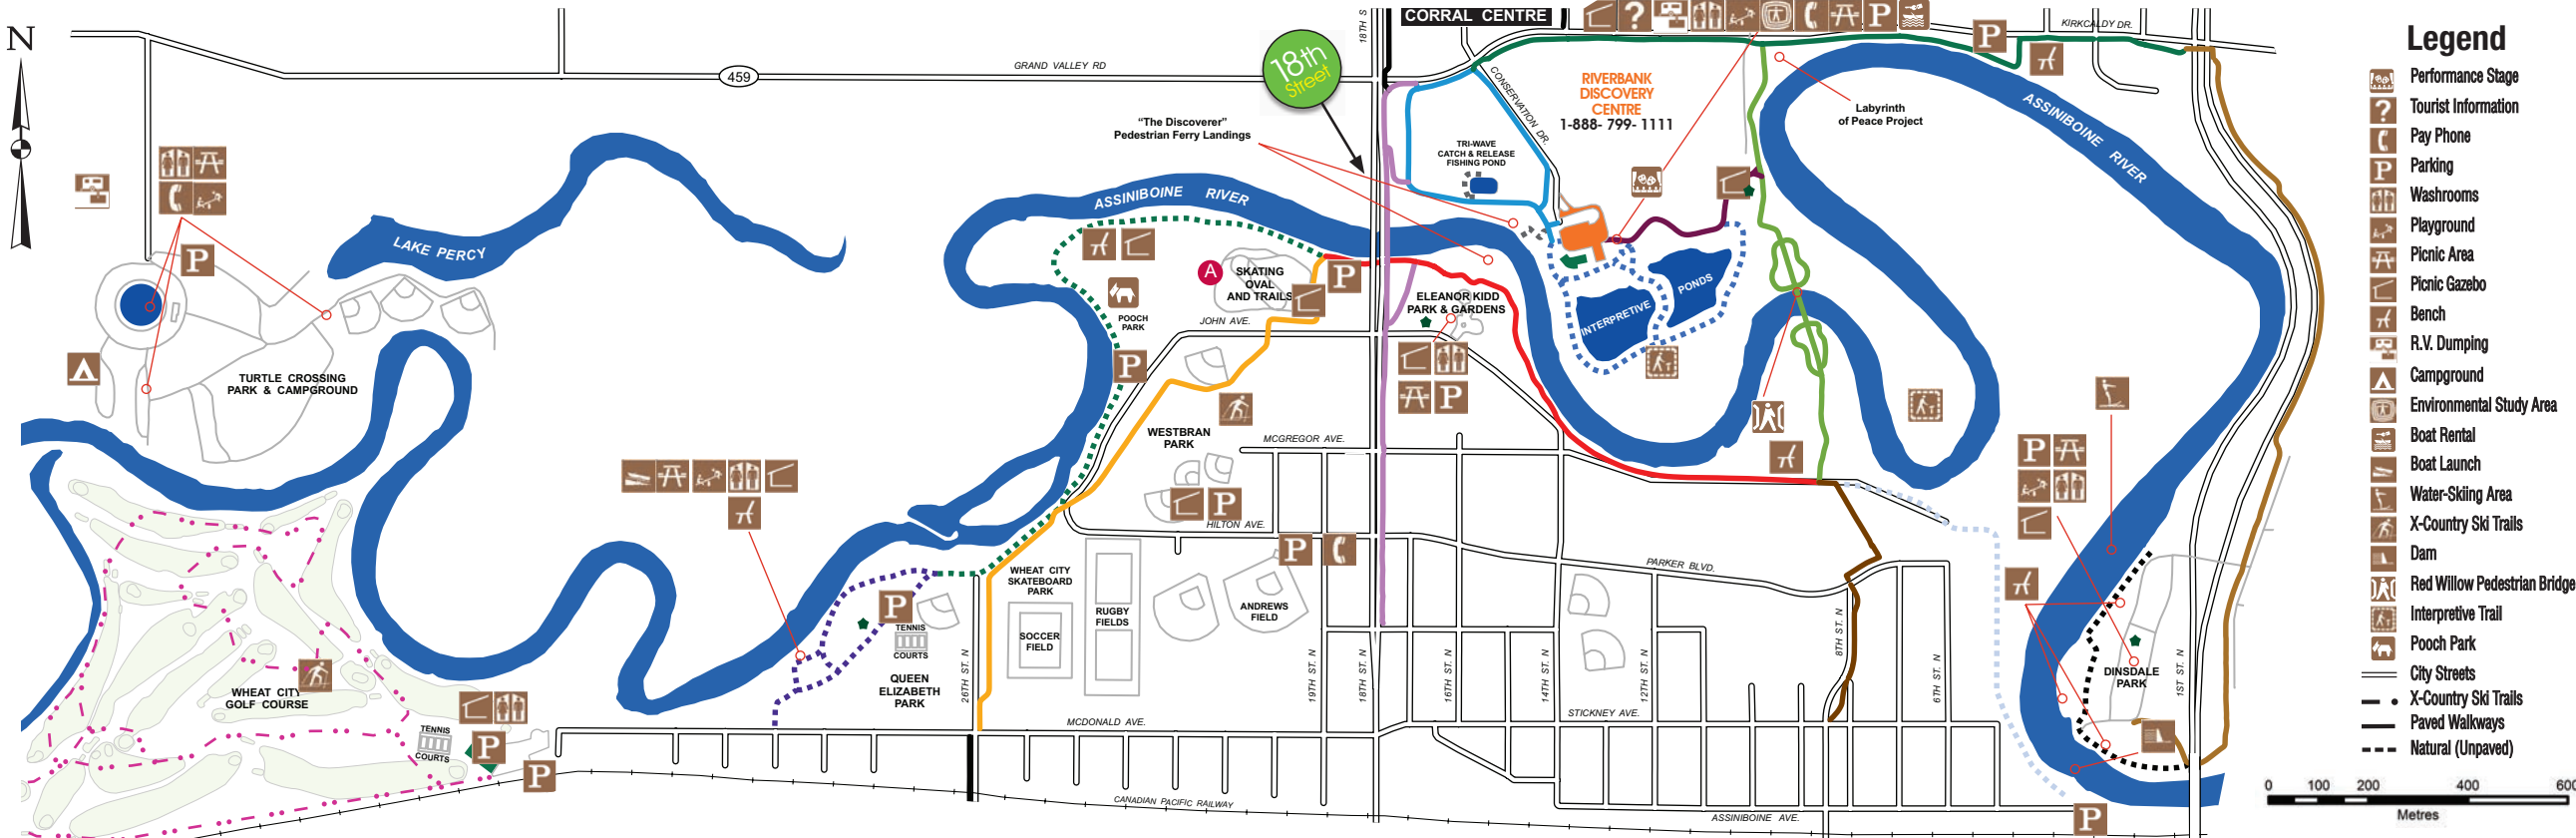 N
CORRAL CENTRE
KIRKCALDY DR.
18TH S
18th
Street
459
GRAND VALLEY RD
CONSERVATION DR.
RIVERBANK
DISCOVERY
CENTRE
1-888- 799- 1111
Labyrinth
of Peace Project
ASSINIBOINE RIVER
“The Discoverer”
Pedestrian Ferry Landings
TRI-WAVE
CATCH & RELEASE
FISHING POND
ASSINIBOINE RIVER
LAKE PERCY
A
SKATING
OVAL
AND TRAILS
POOCH
PARK
JOHN AVE.
ELEANOR KIDD
PARK & GARDENS
INTERPRETIVE
PONDS
TURTLE CROSSING
PARK & CAMPGROUND
WESTBRAN
PARK
MCGREGOR AVE.
HILTON AVE.
PARKER BLVD.
WHEAT CITY
SKATEBOARD
PARK
SOCCER
FIELD
RUGBY
FIELDS
ANDREWS
FIELD
TENNIS
COURTS
QUEEN
ELIZABETH
PARK
26TH ST. N
19TH ST. N
18TH ST. N
16TH ST. N
14TH ST. N
12TH ST. N
8TH ST. N
6TH ST. N
1ST ST. N
DINSDALE
PARK
WHEAT CITY
GOLF COURSE
TENNIS
COURTS
MCDONALD AVE.
STICKNEY AVE.
CANADIAN PACIFIC RAILWAY
ASSINIBOINE AVE.
Legend
Performance Stage
? Tourist Information
Pay Phone
P Parking
Washrooms
Playground
Picnic Area
Picnic Gazebo
Bench
R.V. Dumping
Campground
Environmental Study Area
Boat Rental
Boat Launch
Water-Skiing Area
X-Country Ski Trails
Dam
Red Willow Pedestrian Bridge
Interpretive Trail
Pooch Park
City Streets
X-Country Ski Trails
Paved Walkways
Natural (Unpaved)
0 100 200 400 600
Metres